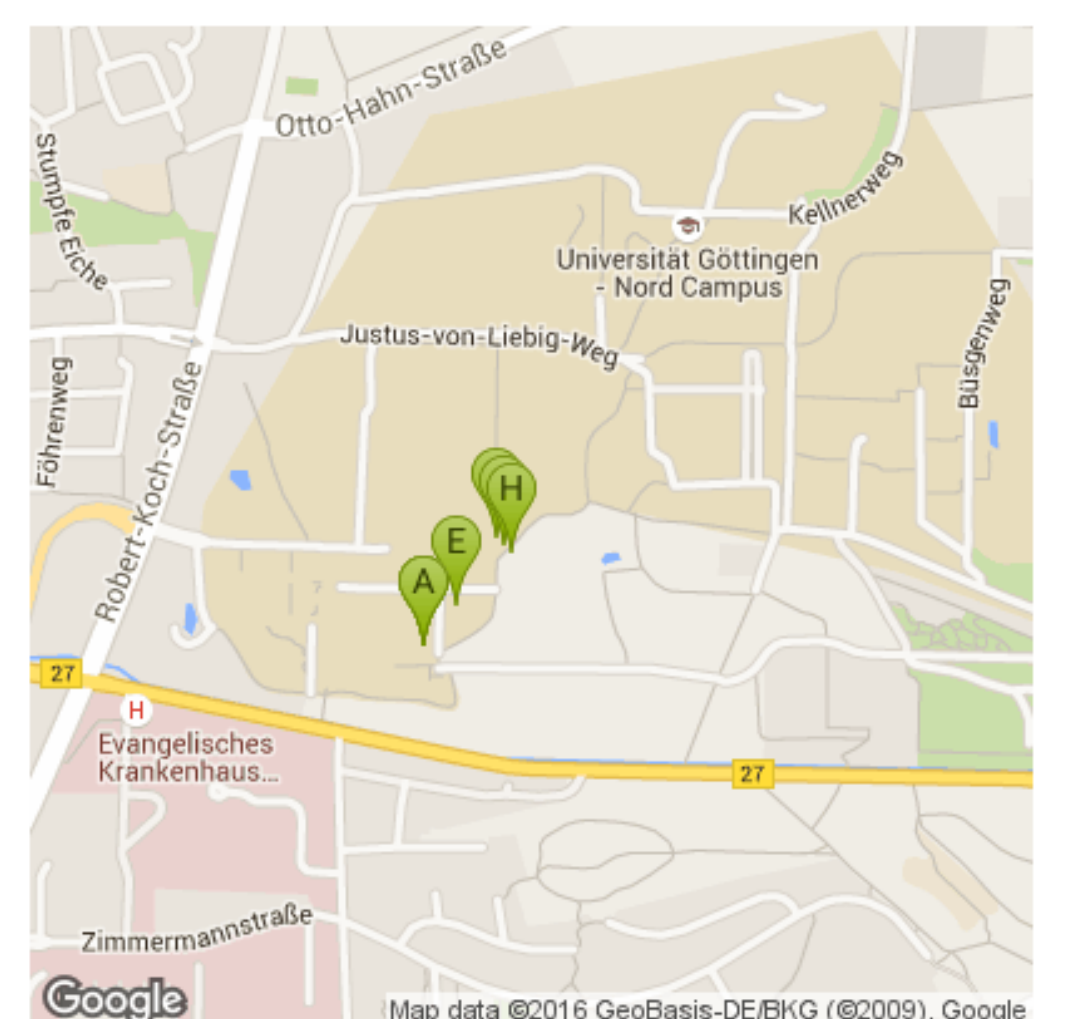 Otto-Hahn-Straße
Stumpfe Eiche
Kellnerweg
Universität Göttingen
- Nord Campus
Justus-von-Liebig-Weg
Büsgenweg
Föhrenweg
Robert-Koch-Straße
H
E
A
27
H
Evangelisches
Krankenhaus...
27
Zimmermannstraße
Google
Map data ©2016 GeoBasis-DE/BKG (©2009), Google